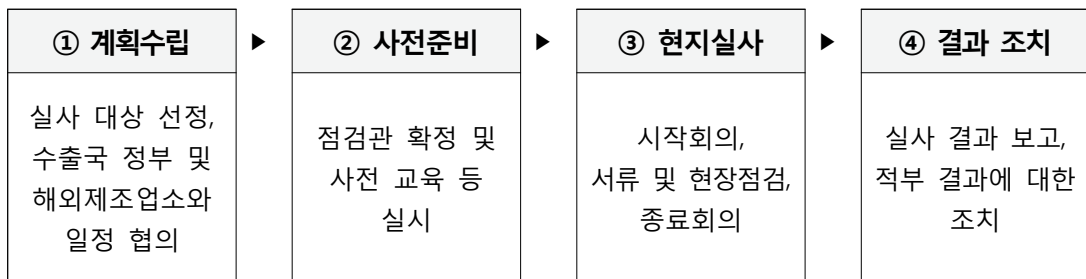 ① 계획수립
▶
② 사전준비
▶
③ 현지실사
▶
④ 결과 조치
실사 대상 선정,
수출국 정부 및
해외제조업소와
일정 협의
점검관 확정 및
사전 교육 등
실시
시작회의,
서류 및 현장점검,
종료회의
실사 결과 보고,
적부 결과에 대한
조치